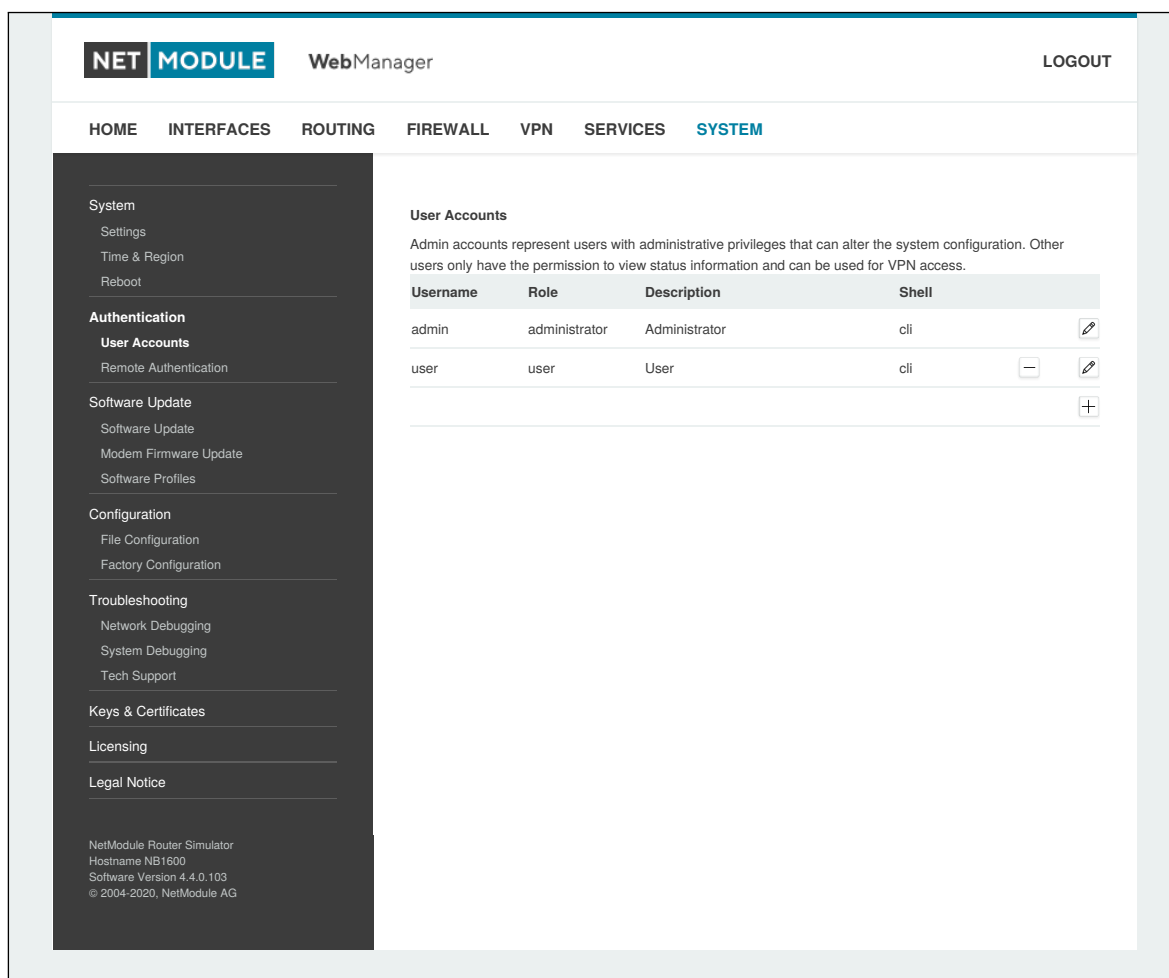 NET MODULE WebManager LOGOUT
HOME INTERFACES ROUTING FIREWALL VPN SERVICES SYSTEM
System
Settings
Time & Region
Reboot
Authentication
User Accounts
Remote Authentication
Software Update
Software Update
Modem Firmware Update
Software Profiles
Configuration
File Configuration
Factory Configuration
Troubleshooting
Network Debugging
System Debugging
Tech Support
Keys & Certificates
Licensing
Legal Notice
NetModule Router Simulator
Hostname NB1600
Software Version 4.4.0.103
© 2004-2020, NetModule AG
User Accounts
Admin accounts represent users with administrative privileges that can alter the system configuration. Other
users only have the permission to view status information and can be used for VPN access.
Username Role Description Shell
admin administrator Administrator cli
user user User cli